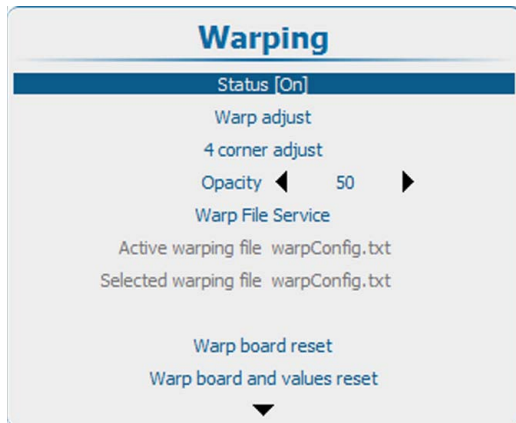 Warping
Status [On]
Warp adjust
4 corner adjust
Opacity 50
Warp File Service
Active warping file warpConfig.txt
Selected warping file warpConfig.txt
Warp board reset
Warp board and values reset